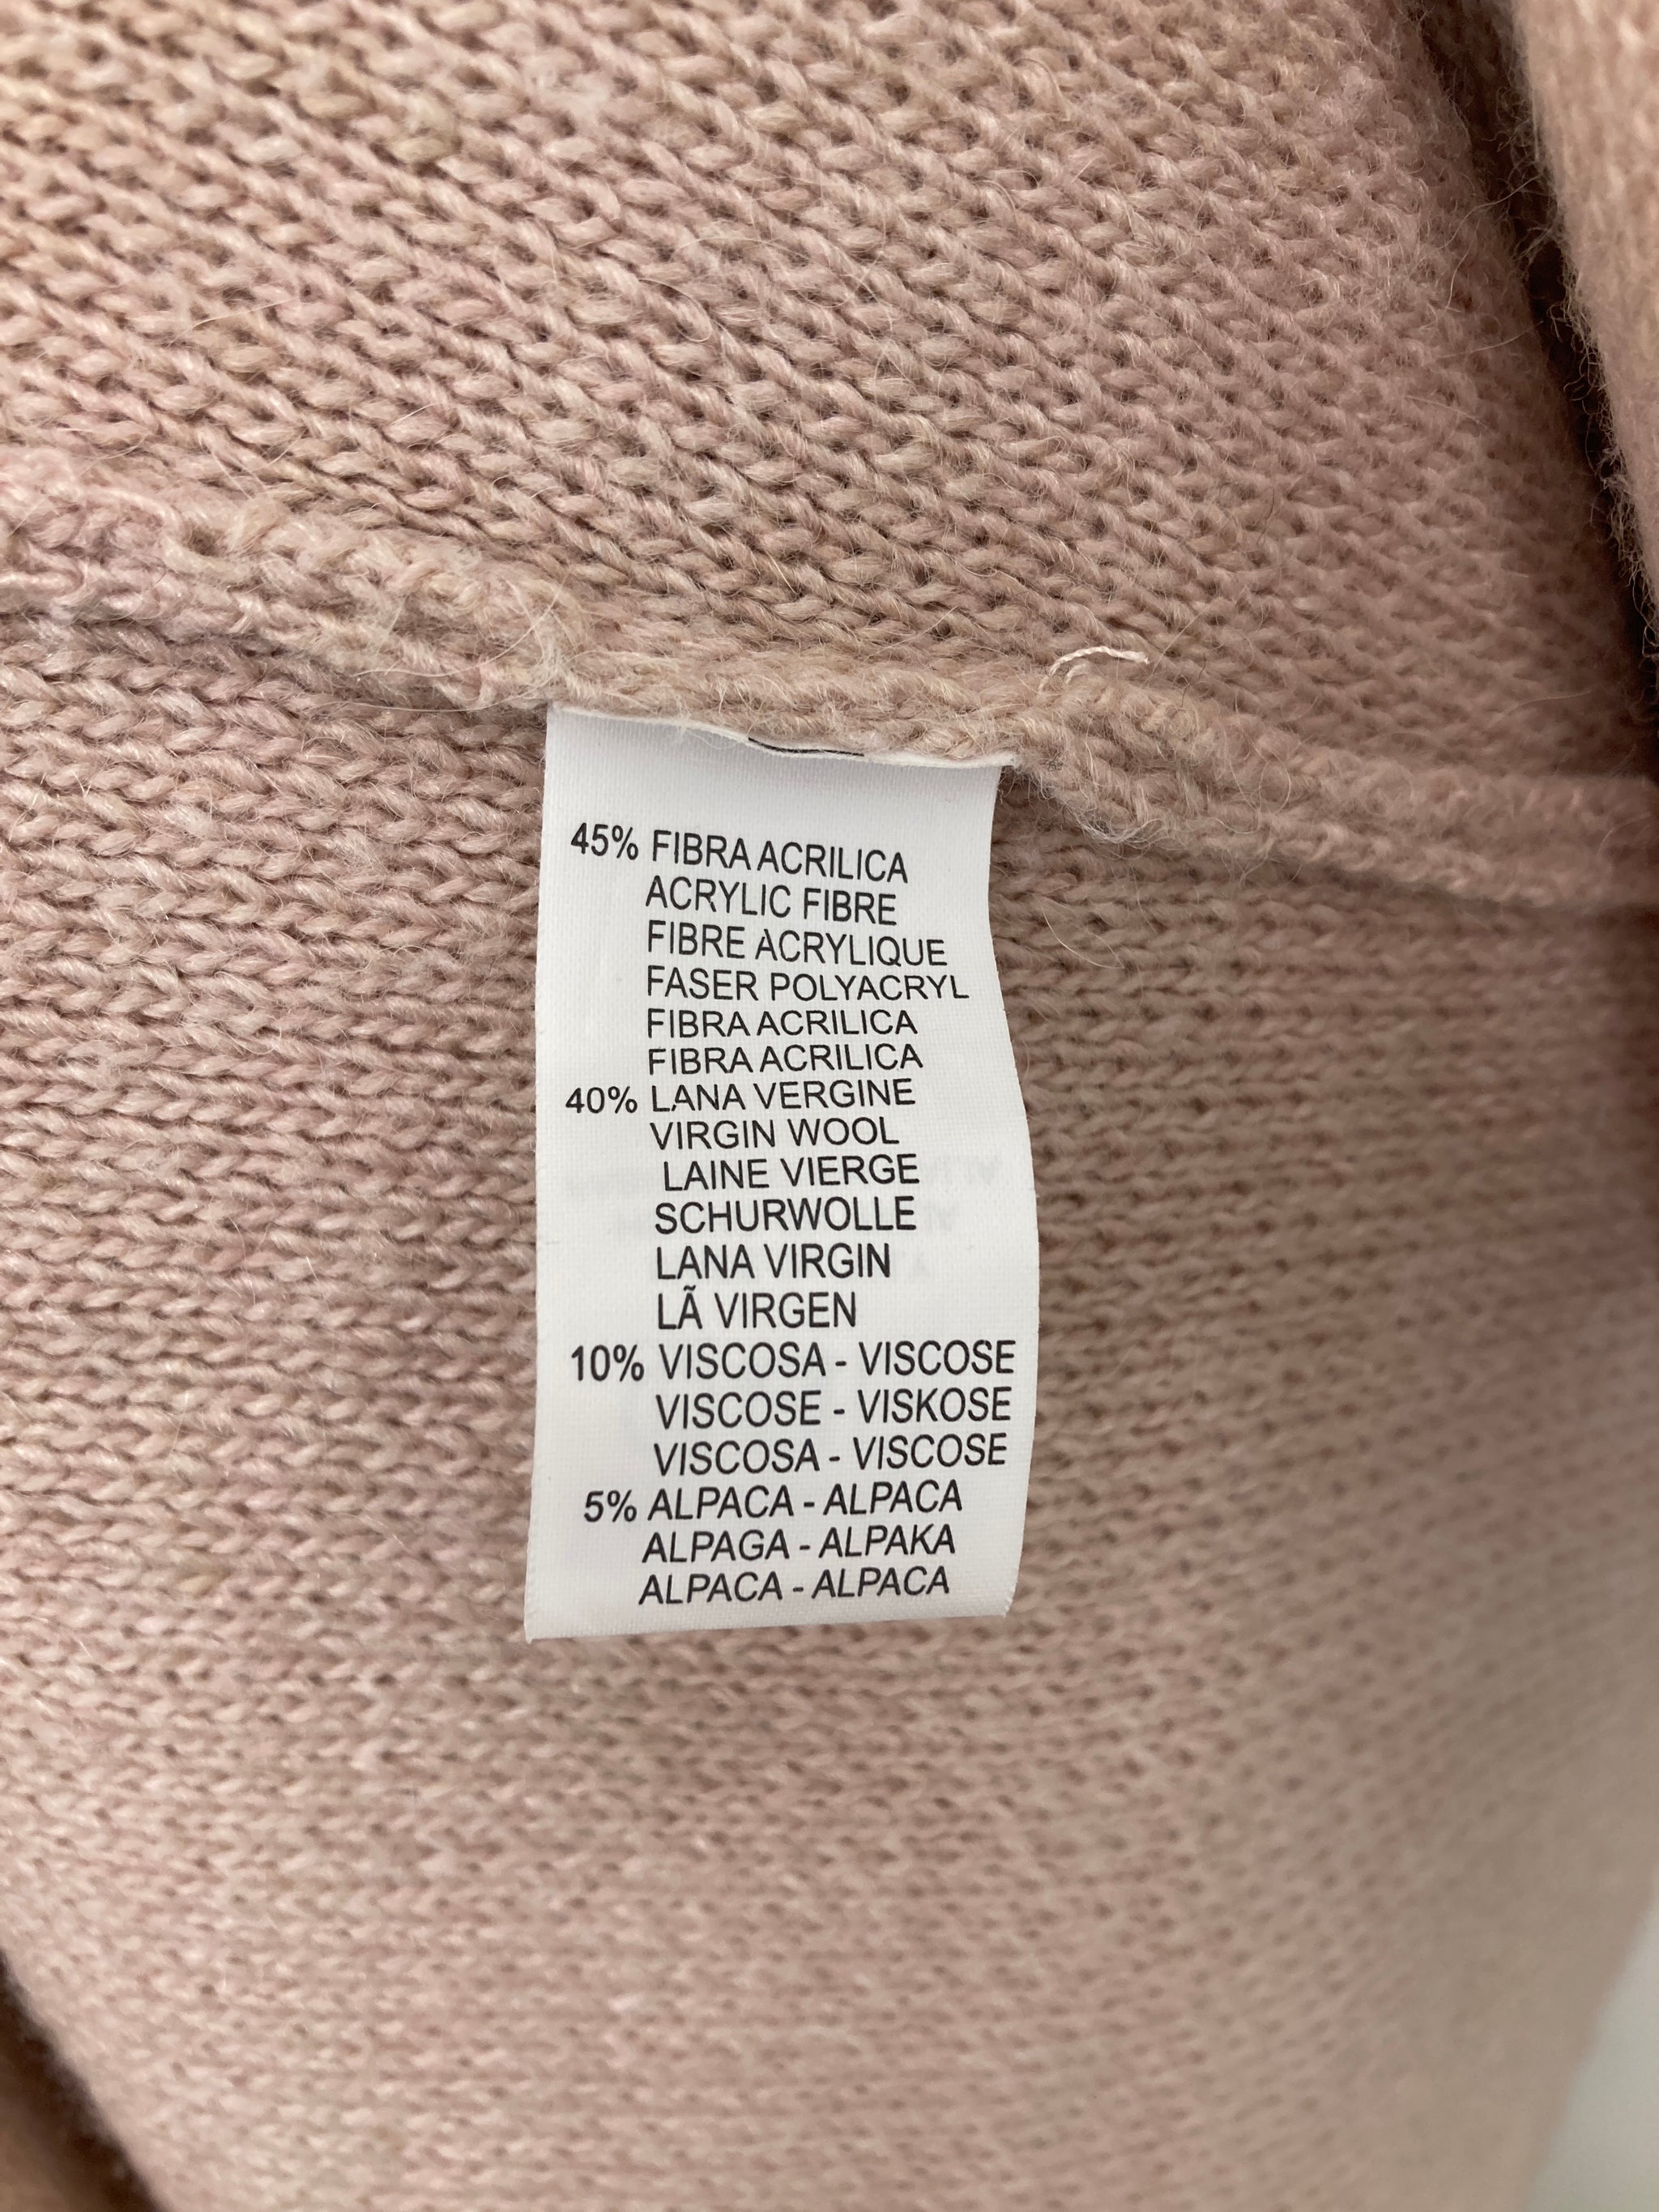 45% FIBRA ACRILICA
ACRYLIC FIBRE
FIBRE ACRYLIQUE
FASER POLYACRYL
FIBRA ACRILICA
FIBRA ACRILICA
40% LANA VERGINE
VIRGIN WOOL
LAINE VIERGE
SCHURWOLLE
LANA VIRGIN
LÃ VIRGEN
10% VISCOSA - VISCOSE
VISCOSE - VISKOSE
VISCOSA - VISCOSE
5% ALPACA - ALPACA
ALPAGA - ALPAKA
ALPACA - ALPACA